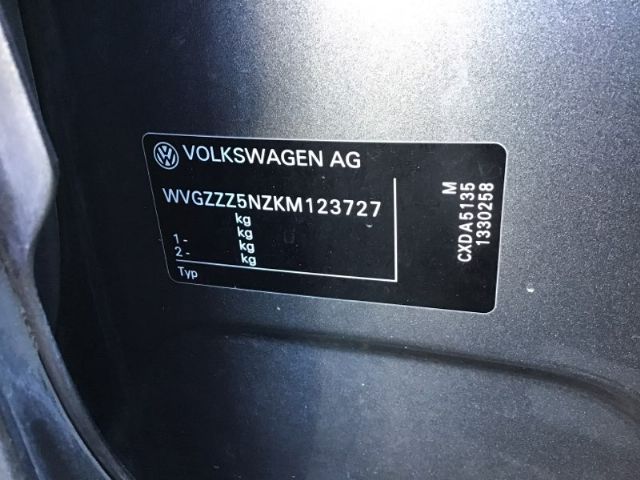 VOLKSWAGEN AG
WVGZZZ5NZKM123727
kg
kg
1- kg
2- kg
Typ
M
CXDA5135
1330258